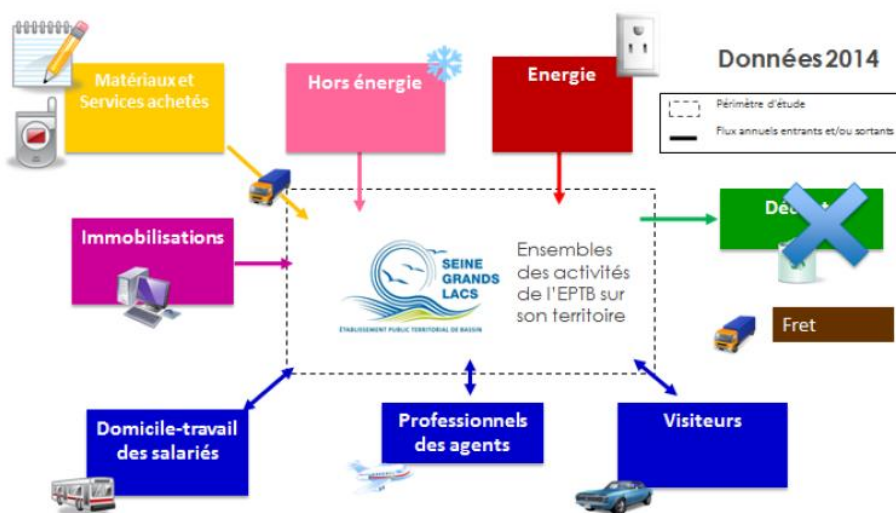 Matériaux et
Services achetés
Hors énergie
Energie
Données 2014
Périmètre d'étude
Flux annuels entrants et/ou sortants
Immobilisations
SEINE
GRANDS
LACS
ÉTABLISSEMENT PUBLIC TERRITORIAL DE BASSIN
Ensembles
des activités
de l'EPTB sur
son territoire
Fret
Domicile-travail
des salariés
Professionnels
des agents
Visiteurs